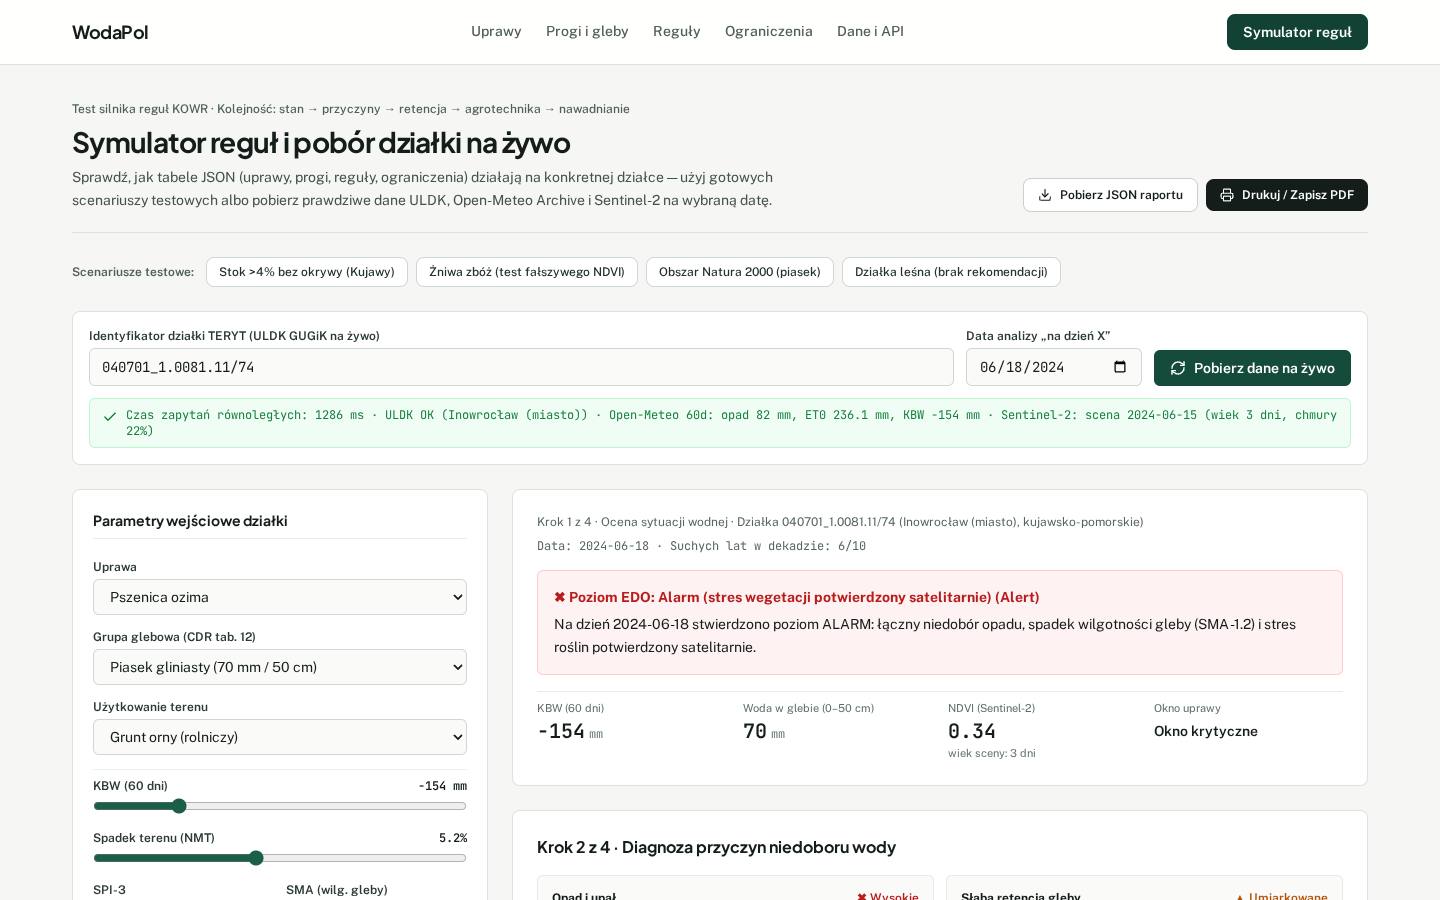 WodaPol
Uprawy
Progi i gleby
Reguły
Ograniczenia
Dane i API
Symulator reguł
Test silnika reguł KOWR · Kolejność: stan → przyczyny → retencja → agrotechnika → nawadnianie
Symulator reguł i pobór działki na żywo
Sprawdź, jak tabele JSON (uprawy, progi, reguły, ograniczenia) działają na konkretnej działce — użyj gotowych
scenariuszy testowych albo pobierz prawdziwe dane ULDK, Open-Meteo Archive i Sentinel-2 na wybraną datę.
Pobierz JSON raportu
Drukuj / Zapisz PDF
Scenariusze testowe:
Stok >4% bez okrywy (Kujawy)
Żniwa zbóż (test fałszywego NDVI)
Obszar Natura 2000 (piasek)
Działka leśna (brak rekomendacji)
Identyfikator działki TERYT (ULDK GUGiK na żywo)
Data analizy „na dzień X”
040701_1.0081.11/74
06/18/2024
Pobierz dane na żywo
Czas zapytań równoległych: 1286 ms · ULDK OK (Inowrocław (miasto)) · Open-Meteo 60d: opad 82 mm, ET0 236.1 mm, KBW -154 mm · Sentinel-2: scena 2024-06-15 (wiek 3 dni, chmury
22%)
Parametry wejściowe działki
Uprawa
Pszenica ozima
Grupa glebowa (CDR tab. 12)
Piasek gliniasty (70 mm / 50 cm)
Użytkowanie terenu
Grunt orny (rolniczy)
KBW (60 dni)
-154 mm
Spadek terenu (NMT)
5.2%
SPI-3
SMA (wilg. gleby)
Krok 1 z 4 · Ocena sytuacji wodnej · Działka 040701_1.0081.11/74 (Inowrocław (miasto), kujawsko-pomorskie)
Data: 2024-06-18 · Suchych lat w dekadzie: 6/10
✖ Poziom EDO: Alarm (stres wegetacji potwierdzony satelitarnie) (Alert)
Na dzień 2024-06-18 stwierdzono poziom ALARM: łączny niedobór opadu, spadek wilgotności gleby (SMA -1.2) i stres
roślin potwierdzony satelitarnie.
KBW (60 dni)
-154 mm
Woda w glebie (0–50 cm)
70 mm
NDVI (Sentinel-2)
0.34
wiek sceny: 3 dni
Okno uprawy
Okno krytyczne
Krok 2 z 4 · Diagnoza przyczyn niedoboru wody
Opad i upał
✖ Wysokie
Słaba retencja gleby
▲ Umiarkowane